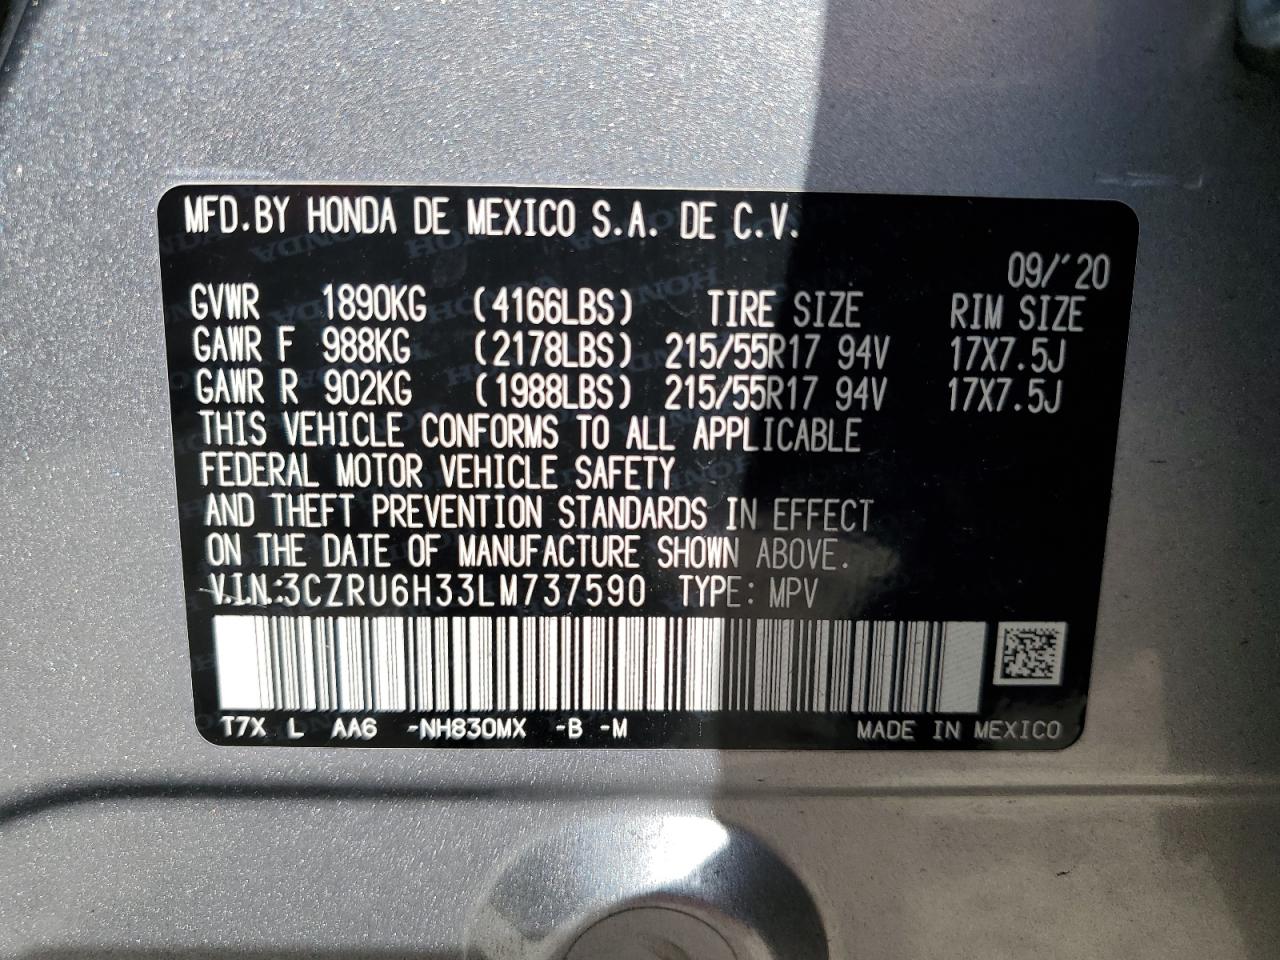 MFD.BY HONDA DE MEXICO S.A. DE C.V.
09/'20
GVWR 1890KG (4166LBS) TIRE SIZE RIM SIZE
GAWR F 988KG (2178LBS) 215/55R17 94V 17X7.5J
GAWR R 902KG (1988LBS) 215/55R17 94V 17X7.5J
THIS VEHICLE CONFORMS TO ALL APPLICABLE
FEDERAL MOTOR VEHICLE SAFETY
AND THEFT PREVENTION STANDARDS IN EFFECT
ON THE DATE OF MANUFACTURE SHOWN ABOVE.
V.I.N.:3CZRU6H33LM737590 TYPE: MPV
T7X L AA6 -NH830MX -B -M MADE IN MEXICO